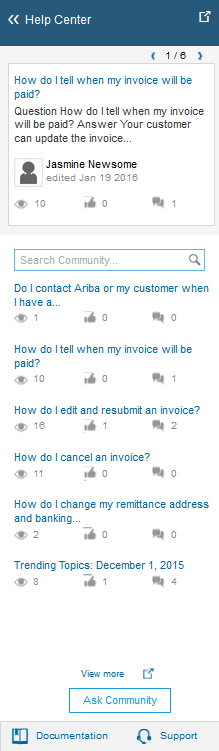 « Help Center
‹ 1 / 6 ›
How do I tell when my invoice will be
paid?
Question How do I tell when my invoice
will be paid? Answer Your customer
can update the invoice...
Jasmine Newsome
edited Jan 19 2016
10 0 1
Search Community...
Do I contact Ariba or my customer when
I have a...
1 0 0
How do I tell when my invoice will be
paid?
10 0 1
How do I edit and resubmit an invoice?
16 1 2
How do I cancel an invoice?
11 0 0
How do I change my remittance address
and banking...
2 0 0
Trending Topics: December 1, 2015
8 1 4
View more
Ask Community
Documentation Support